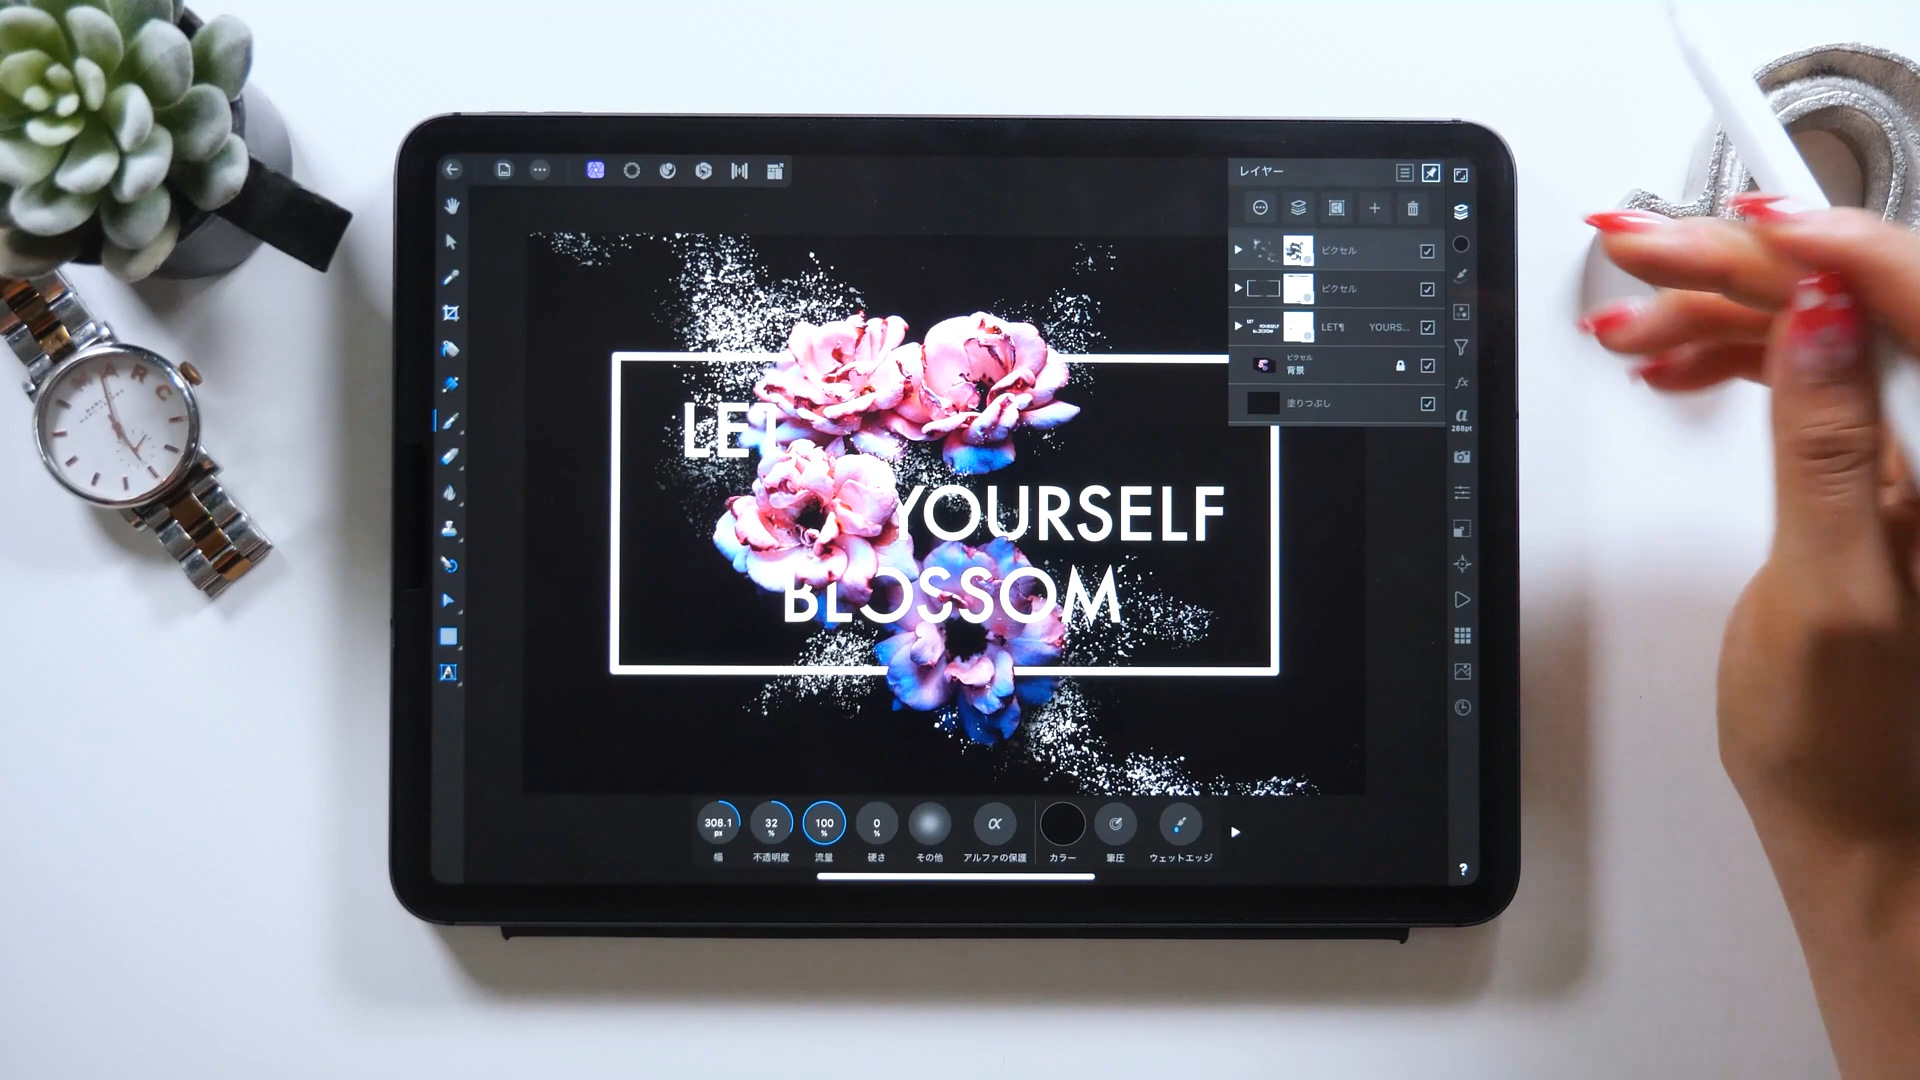 レイヤー
ピクセル
ピクセル
LET¶ YOURS...
ピクセル
背景
塗りつぶし
288pt
LET
YOURSELF
BLOSSOM
308.1 px
32 %
100 %
0 %
幅
不透明度
流量
硬さ
その他
アルファの保護
カラー
筆圧
ウェットエッジ
?
MARC